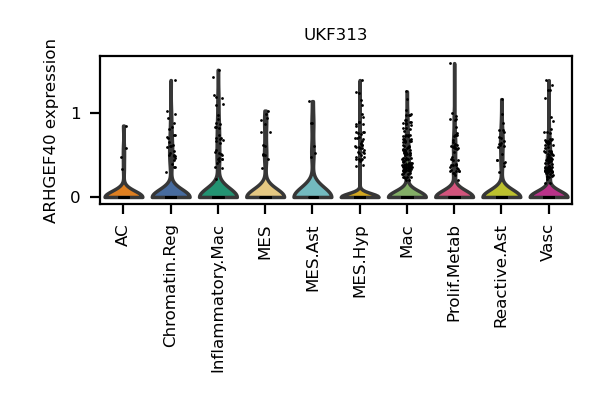 UKF313
ARHGEF40 expression
1
0
AC
Chromatin.Reg
Inflammatory.Mac
MES
MES.Ast
MES.Hyp
Mac
Prolif.Metab
Reactive.Ast
Vasc